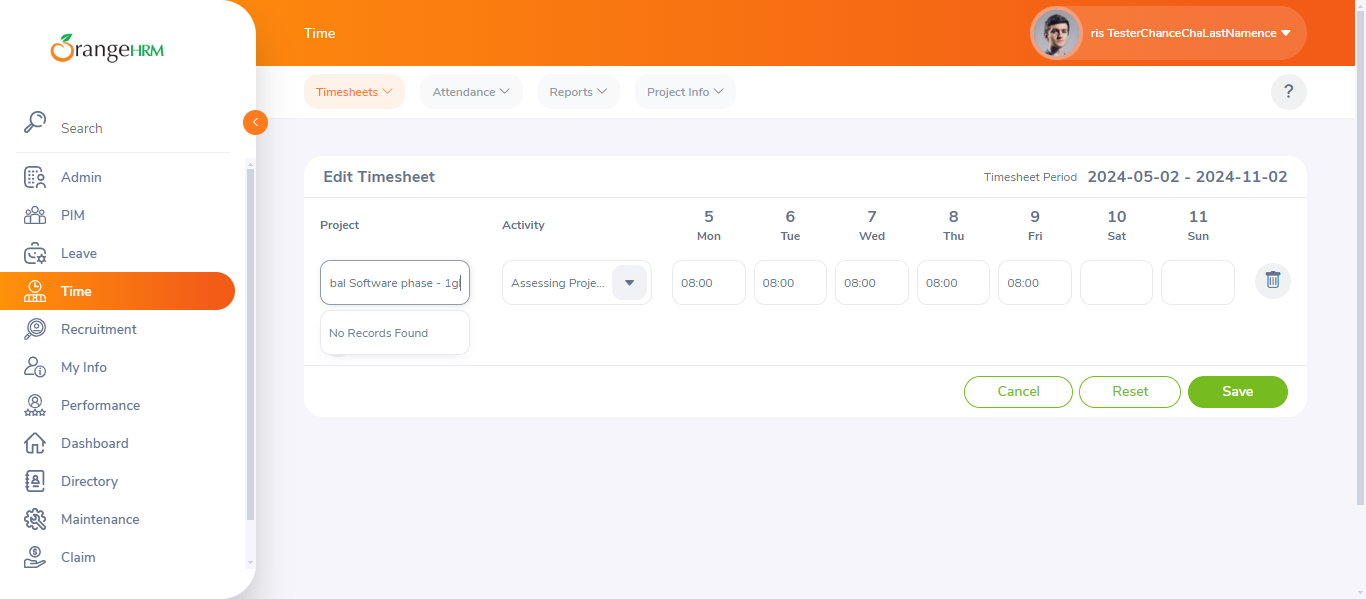 OrangeHRM
Time
ris TesterChanceChaLastNamence
Timesheets
Attendance
Reports
Project Info
?
Search
Admin
PIM
Leave
Time
Recruitment
My Info
Performance
Dashboard
Directory
Maintenance
Claim
Edit Timesheet
Timesheet Period 2024-05-02 - 2024-11-02
Project
Activity
5 6 7 8 9 10 11
Mon Tue Wed Thu Fri Sat Sun
bal Software phase - 1gl
Assessing Proje...
08:00 08:00 08:00 08:00 08:00
No Records Found
Cancel
Reset
Save